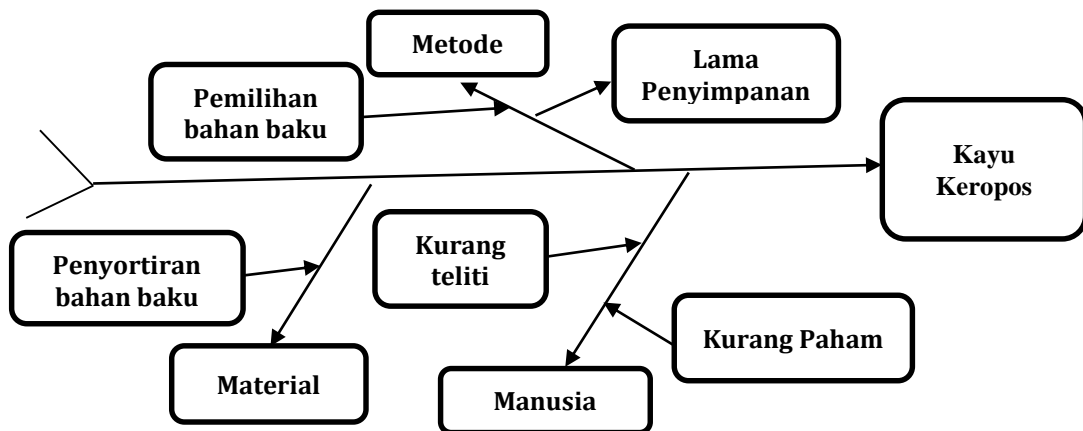 Metode
Lama
Penyimpanan
Pemilihan
bahan baku
Kayu
Keropos
Kurang
teliti
Penyortiran
bahan baku
Kurang Paham
Material
Manusia